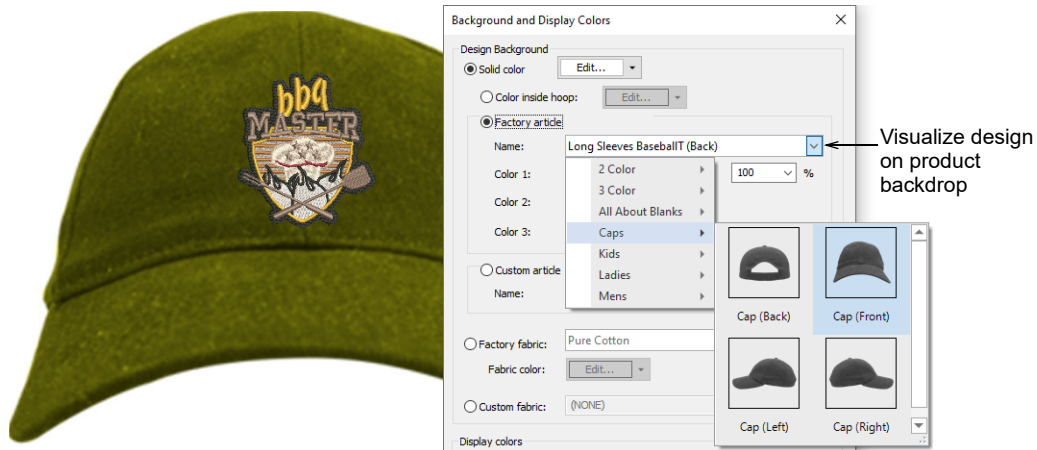 bbq
MASTER
Background and Display Colors
Design Background
Solid color
Edit...
Color inside hoop:
Edit...
Factory article
Name:
Long Sleeves BaseballT (Back)
Color 1:
100
%
Color 2:
Color 3:
2 Color
3 Color
All About Blanks
Caps
Kids
Ladies
Mens
Cap (Back)
Cap (Front)
Cap (Left)
Cap (Right)
Custom article
Name:
Factory fabric:
Pure Cotton
Fabric color:
Edit...
Custom fabric:
(NONE)
Display colors
Visualize design
on product
backdrop